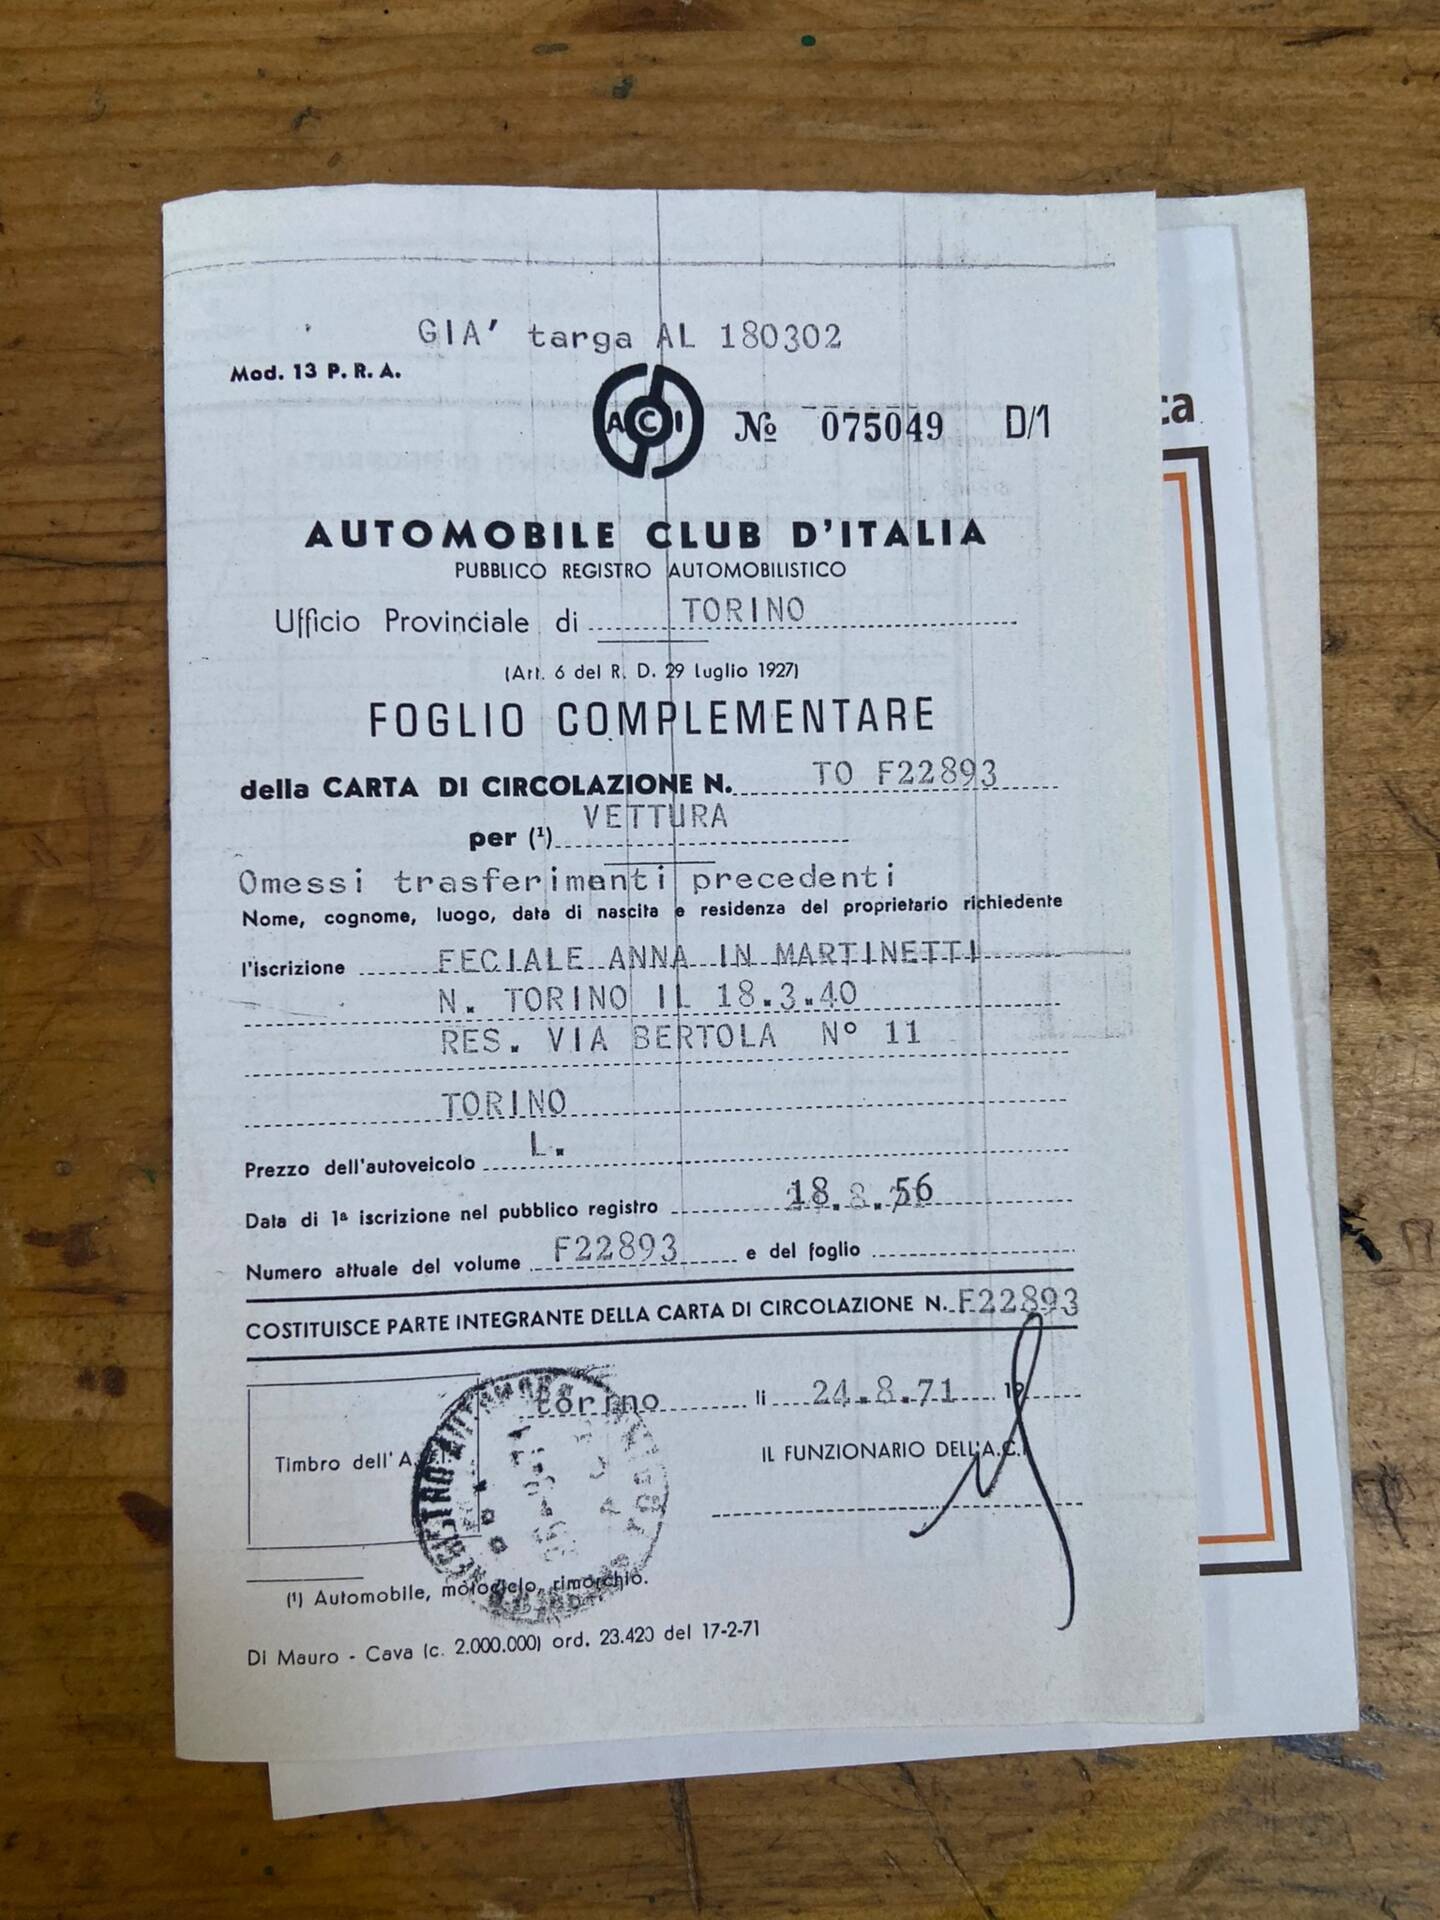 GIA' targa AL 180302
Mod. 13 P. R. A.
ACI
№ 075049 D/1
ca
AUTOMOBILE CLUB D'ITALIA
PUBBLICO REGISTRO AUTOMOBILISTICO
Ufficio Provinciale di TORINO
(Art. 6 del R. D. 29 luglio 1927)
FOGLIO COMPLEMENTARE
della CARTA DI CIRCOLAZIONE N. TO F22893
per (¹) VETTURA
Omessi trasferimenti precedenti
Nome, cognome, luogo, data di nascita e residenza del proprietario richiedente
l'iscrizione FECIALE ANNA IN MARTINETTI
N. TORINO IL 18.3.40
RES. VIA BERTOLA N° 11
TORINO
Prezzo dell'autoveicolo L.
Data di 1ª iscrizione nel pubblico registro 18.8.56
Numero attuale del volume F22893 e del foglio
COSTITUISCE PARTE INTEGRANTE DELLA CARTA DI CIRCOLAZIONE N. F22893
torino li 24.8.71 19
Timbro dell'A.
IL FUNZIONARIO DELL'A.C.I
(¹) Automobile, motociclo, rimorchio.
Di Mauro - Cava (c. 2.000.000) ord. 23.420 del 17-2-71